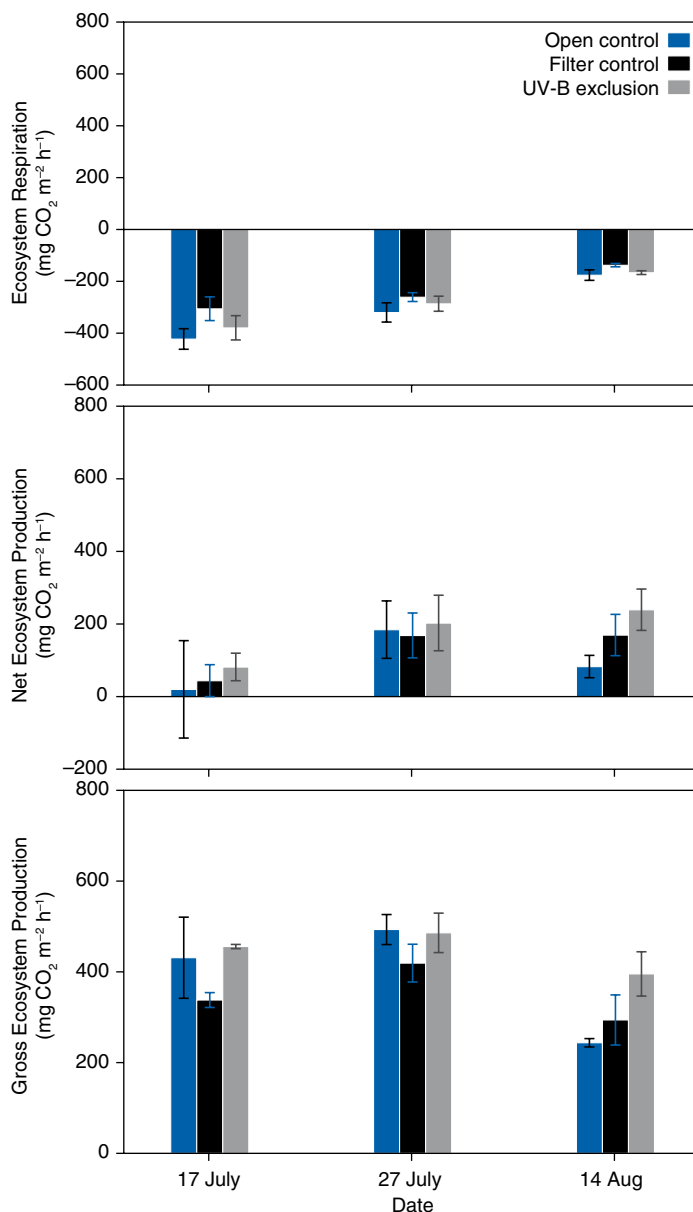 Open control
Filter control
UV-B exclusion
Ecosystem Respiration
(mg CO₂ m⁻² h⁻¹)
800
600
400
200
0
−200
−400
−600
Net Ecosystem Production
(mg CO₂ m⁻² h⁻¹)
800
600
400
200
0
−200
Gross Ecosystem Production
(mg CO₂ m⁻² h⁻¹)
800
600
400
200
0
17 July
27 July
14 Aug
Date